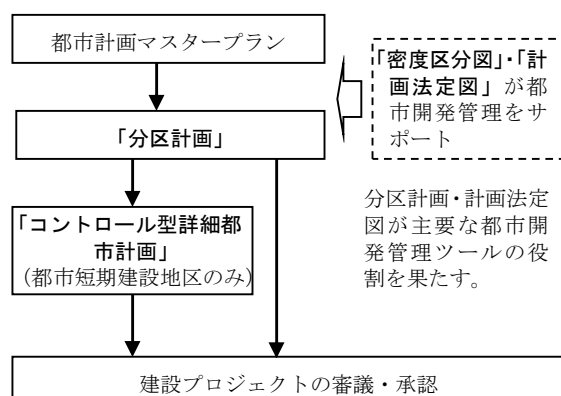 都市計画マスタープラン
「密度区分図」・「計
画法定図」が都
市開発管理をサ
ポート
「分区計画」
分区計画・計画法定
図が主要な都市開
発管理ツールの役
割を果たす。
「コントロール型詳細都
市計画」
（都市短期建設地区のみ）
建設プロジェクトの審議・承認